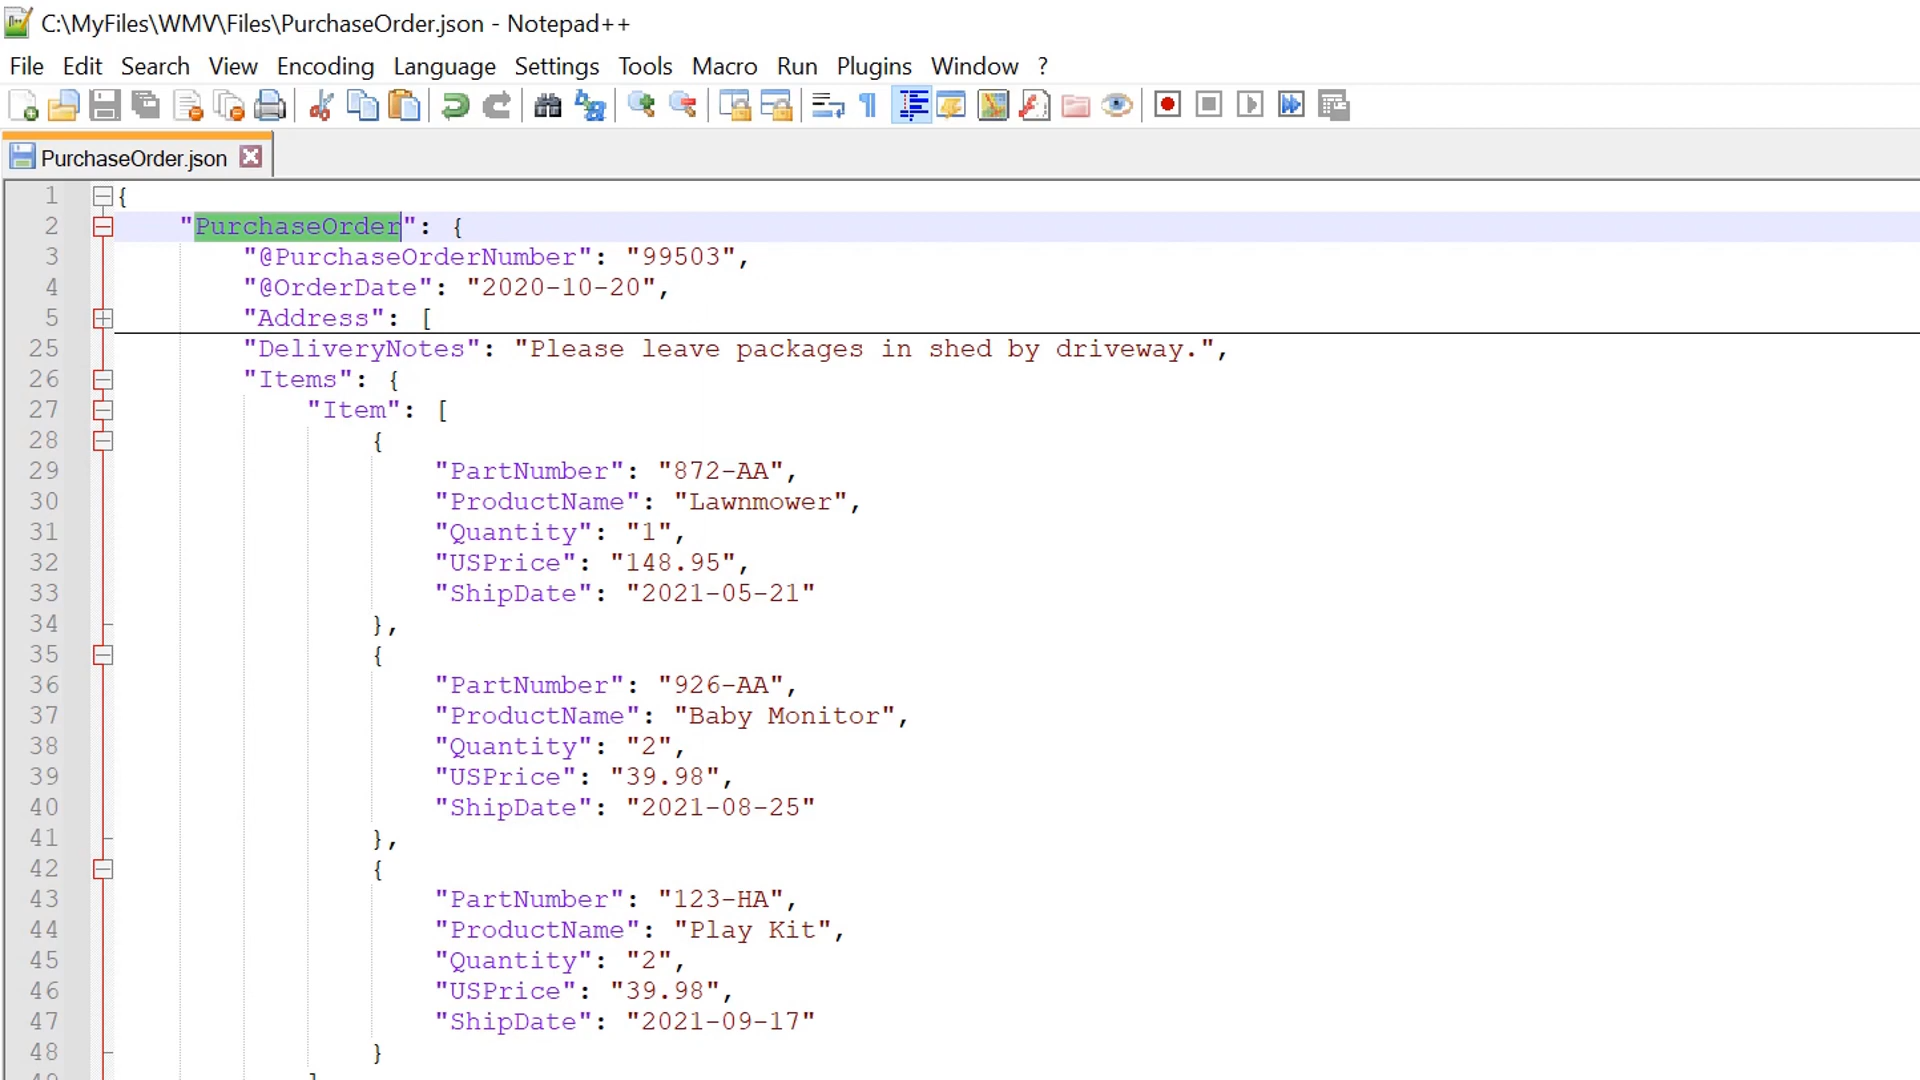 C:\MyFiles\WMV\Files\PurchaseOrder.json - Notepad++
File Edit Search View Encoding Language Settings Tools Macro Run Plugins Window ?
PurchaseOrder.json
1 {
2 "PurchaseOrder": {
3 "@PurchaseOrderNumber": "99503",
4 "@OrderDate": "2020-10-20",
5 "Address": [
25 "DeliveryNotes": "Please leave packages in shed by driveway.",
26 "Items": {
27 "Item": [
28 {
29 "PartNumber": "872-AA",
30 "ProductName": "Lawnmower",
31 "Quantity": "1",
32 "USPrice": "148.95",
33 "ShipDate": "2021-05-21"
34 },
35 {
36 "PartNumber": "926-AA",
37 "ProductName": "Baby Monitor",
38 "Quantity": "2",
39 "USPrice": "39.98",
40 "ShipDate": "2021-08-25"
41 },
42 {
43 "PartNumber": "123-HA",
44 "ProductName": "Play Kit",
45 "Quantity": "2",
46 "USPrice": "39.98",
47 "ShipDate": "2021-09-17"
48 }